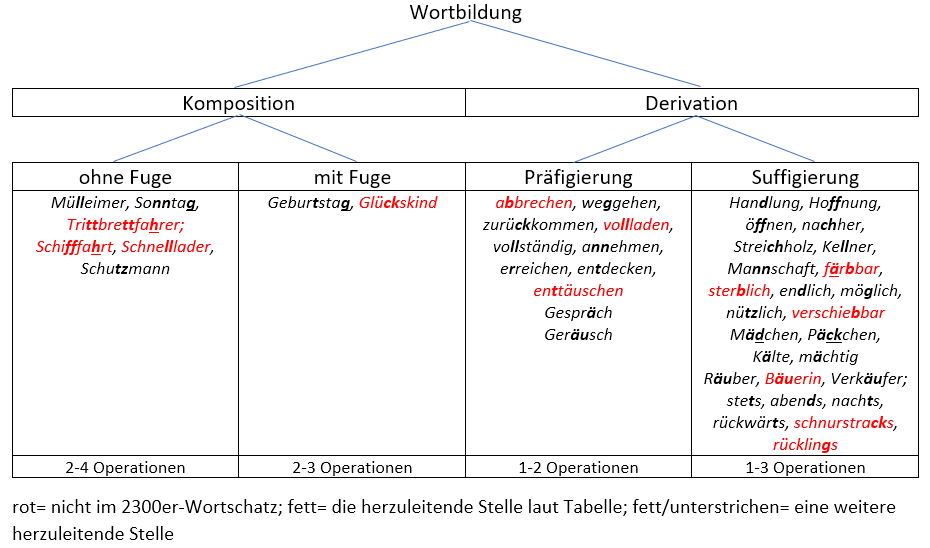 Wortbildung
Komposition
Derivation
ohne Fuge
mit Fuge
Präfigierung
Suffigierung
Mülleimer, Sonntag,
Trittbrettfahrer;
Schifffahrt, Schnelllader,
Schutzmann
Geburtstag, Glückskind
abbrechen, weggehen,
zurückkommen, vollladen,
vollständig, annehmen,
erreichen, entdecken,
enttäuschen
Gespräch
Geräusch
Handlung, Hoffnung,
öffnen, nachher,
Streichholz, Kellner,
Mannschaft, färbbar,
sterblich, endlich, möglich,
nützlich, verschiebbar
Mädchen, Päckchen,
Kälte, mächtig
Räuber, Bäuerin, Verkäufer;
stets, abends, nachts,
rückwärts, schnurstracks,
rücklings
2-4 Operationen
2-3 Operationen
1-2 Operationen
1-3 Operationen
rot= nicht im 2300er-Wortschatz; fett= die herzuleitende Stelle laut Tabelle; fett/unterstrichen= eine weitere
herzuleitende Stelle